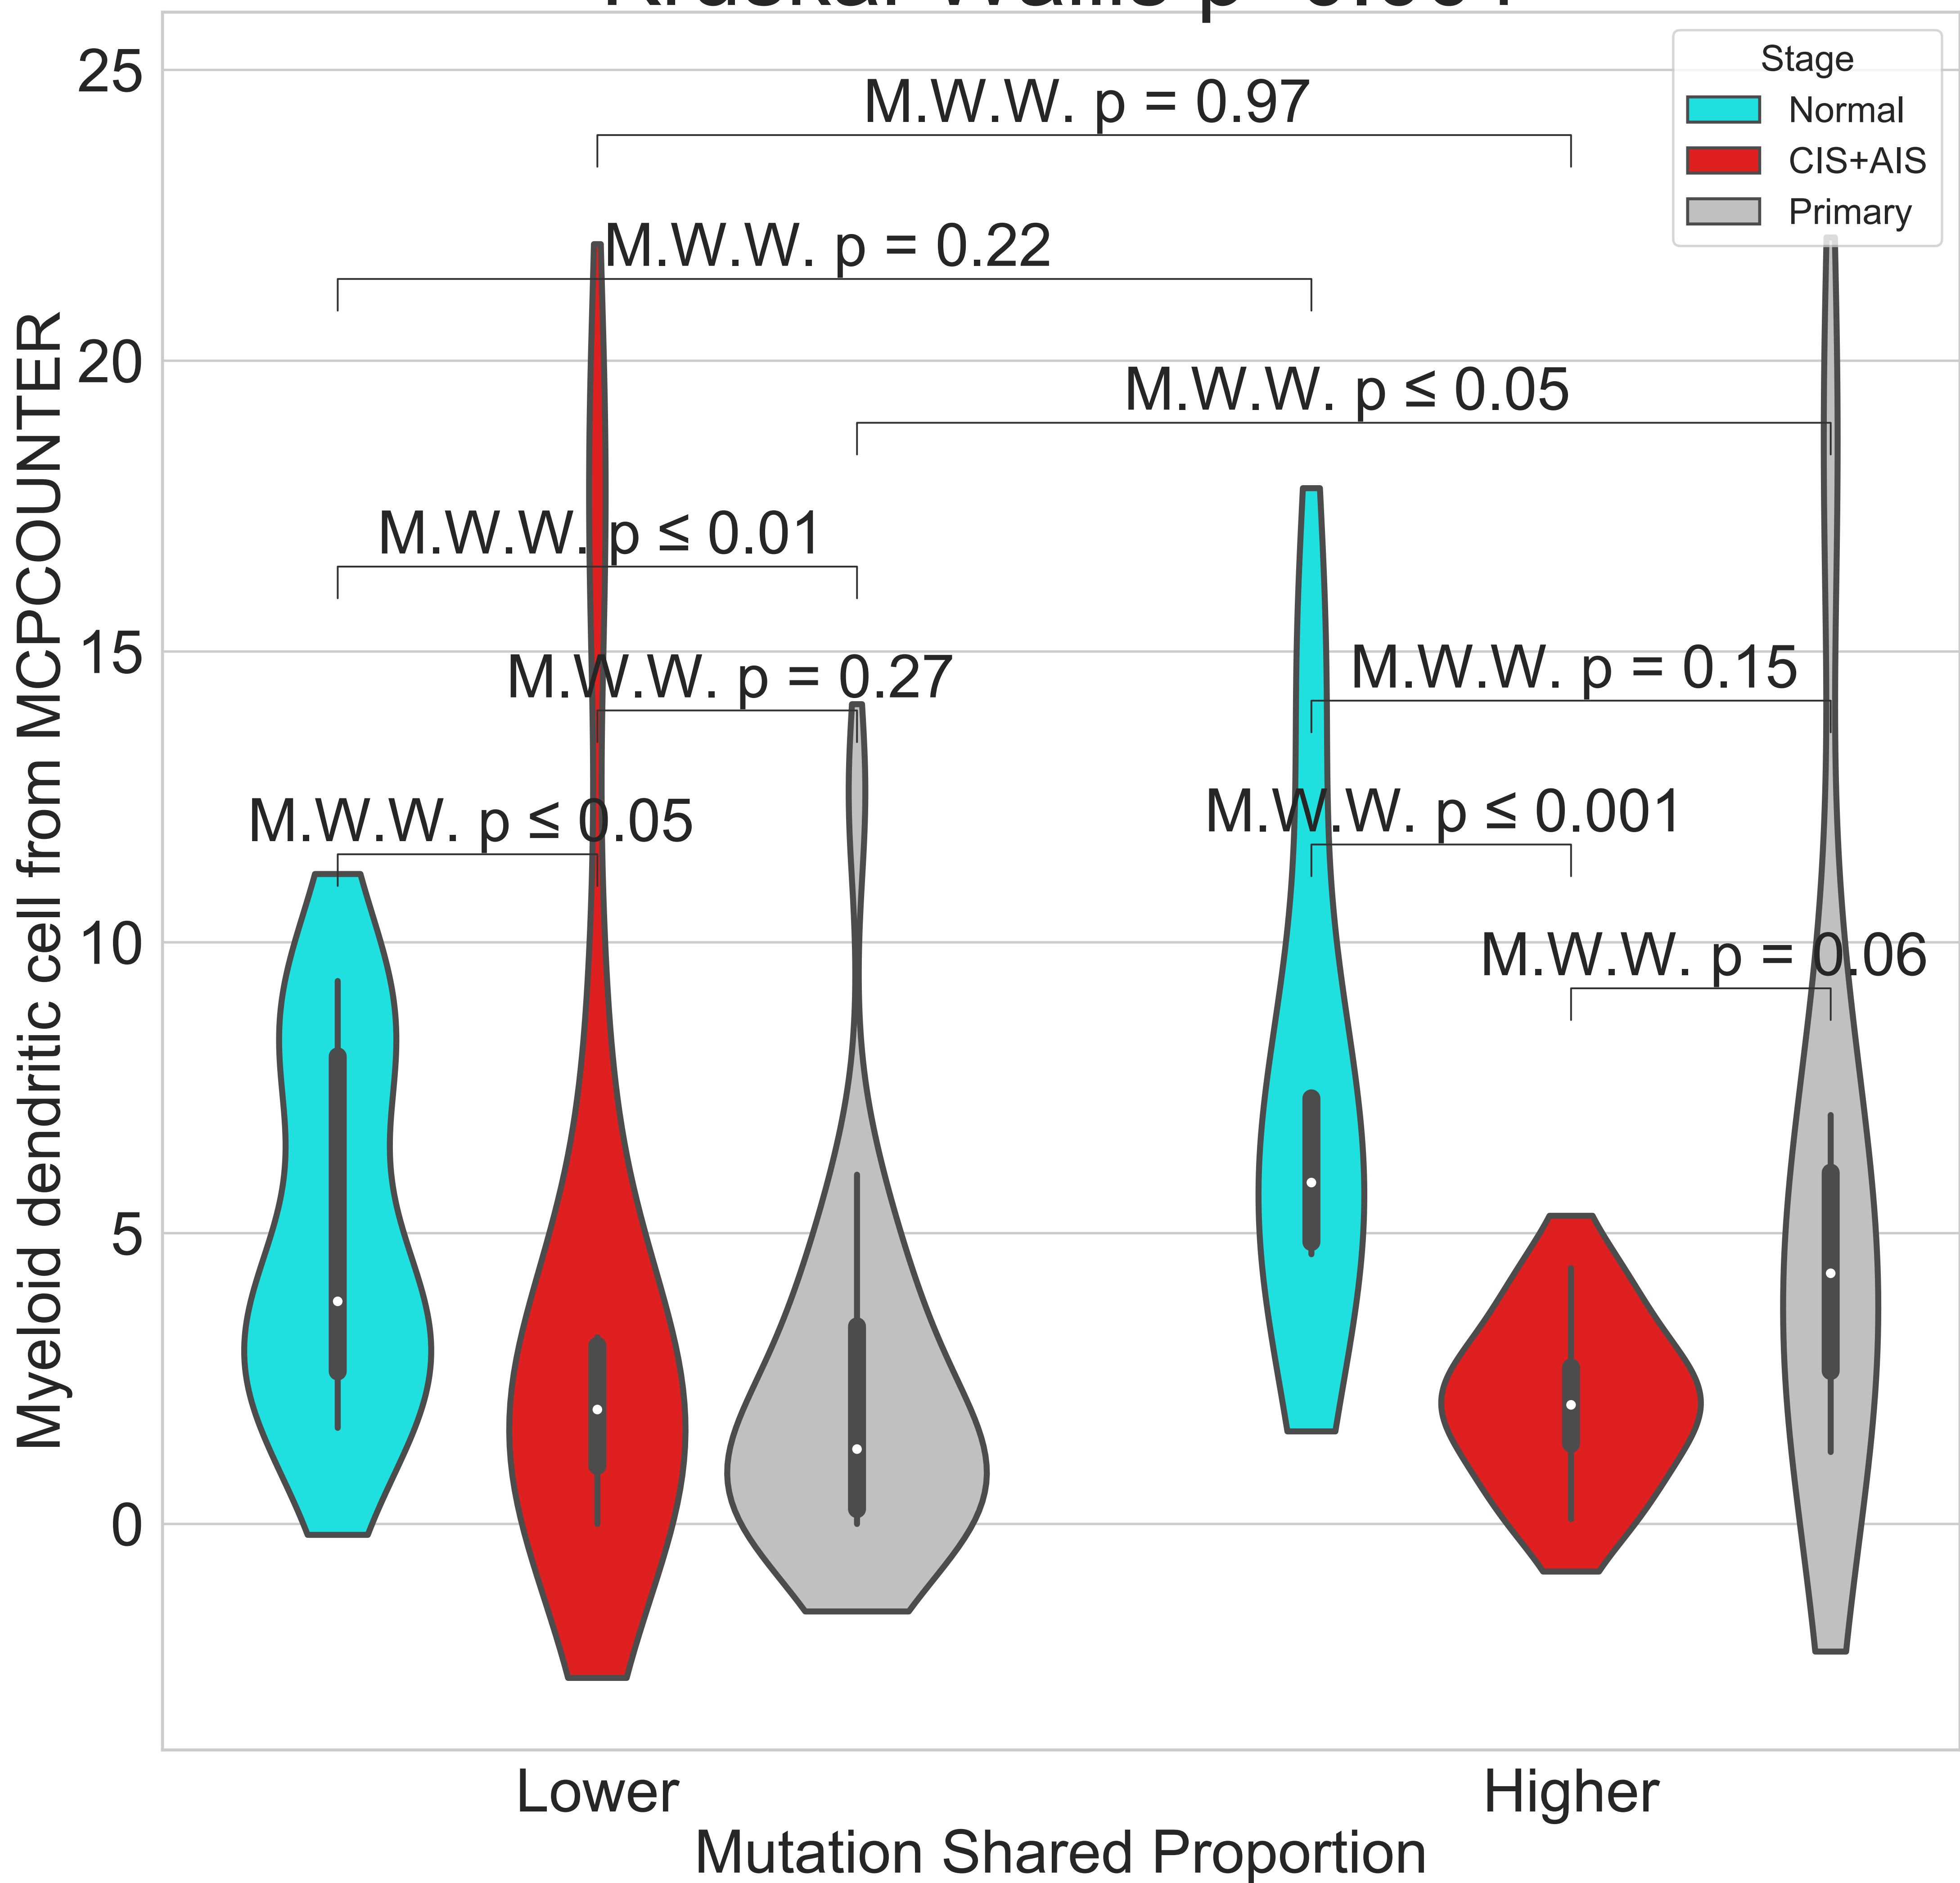 Stage
Normal
CIS+AIS
Primary
25
20
15
10
5
0
Myeloid dendritic cell from MCPCOUNTER
M.W.W. p = 0.97
M.W.W. p = 0.22
M.W.W. p ≤ 0.05
M.W.W. p ≤ 0.01
M.W.W. p = 0.27
M.W.W. p = 0.15
M.W.W. p ≤ 0.05
M.W.W. p ≤ 0.001
M.W.W. p = 0.06
Lower
Higher
Mutation Shared Proportion